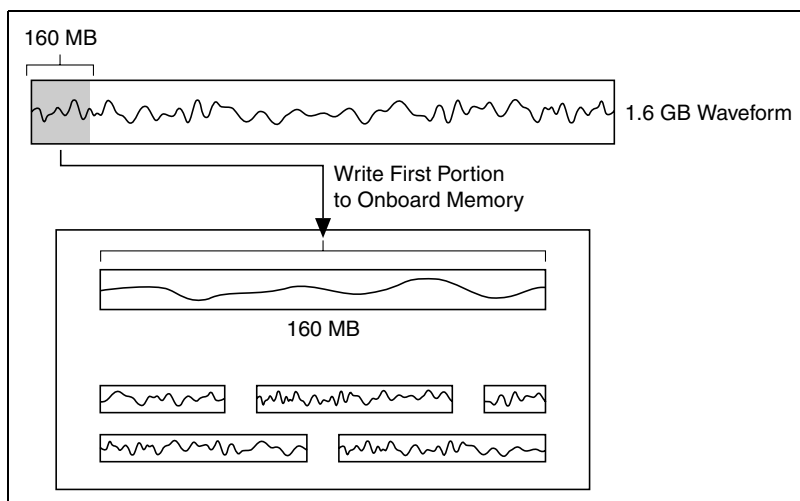 160 MB
1.6 GB Waveform
Write First Portion
to Onboard Memory
160 MB